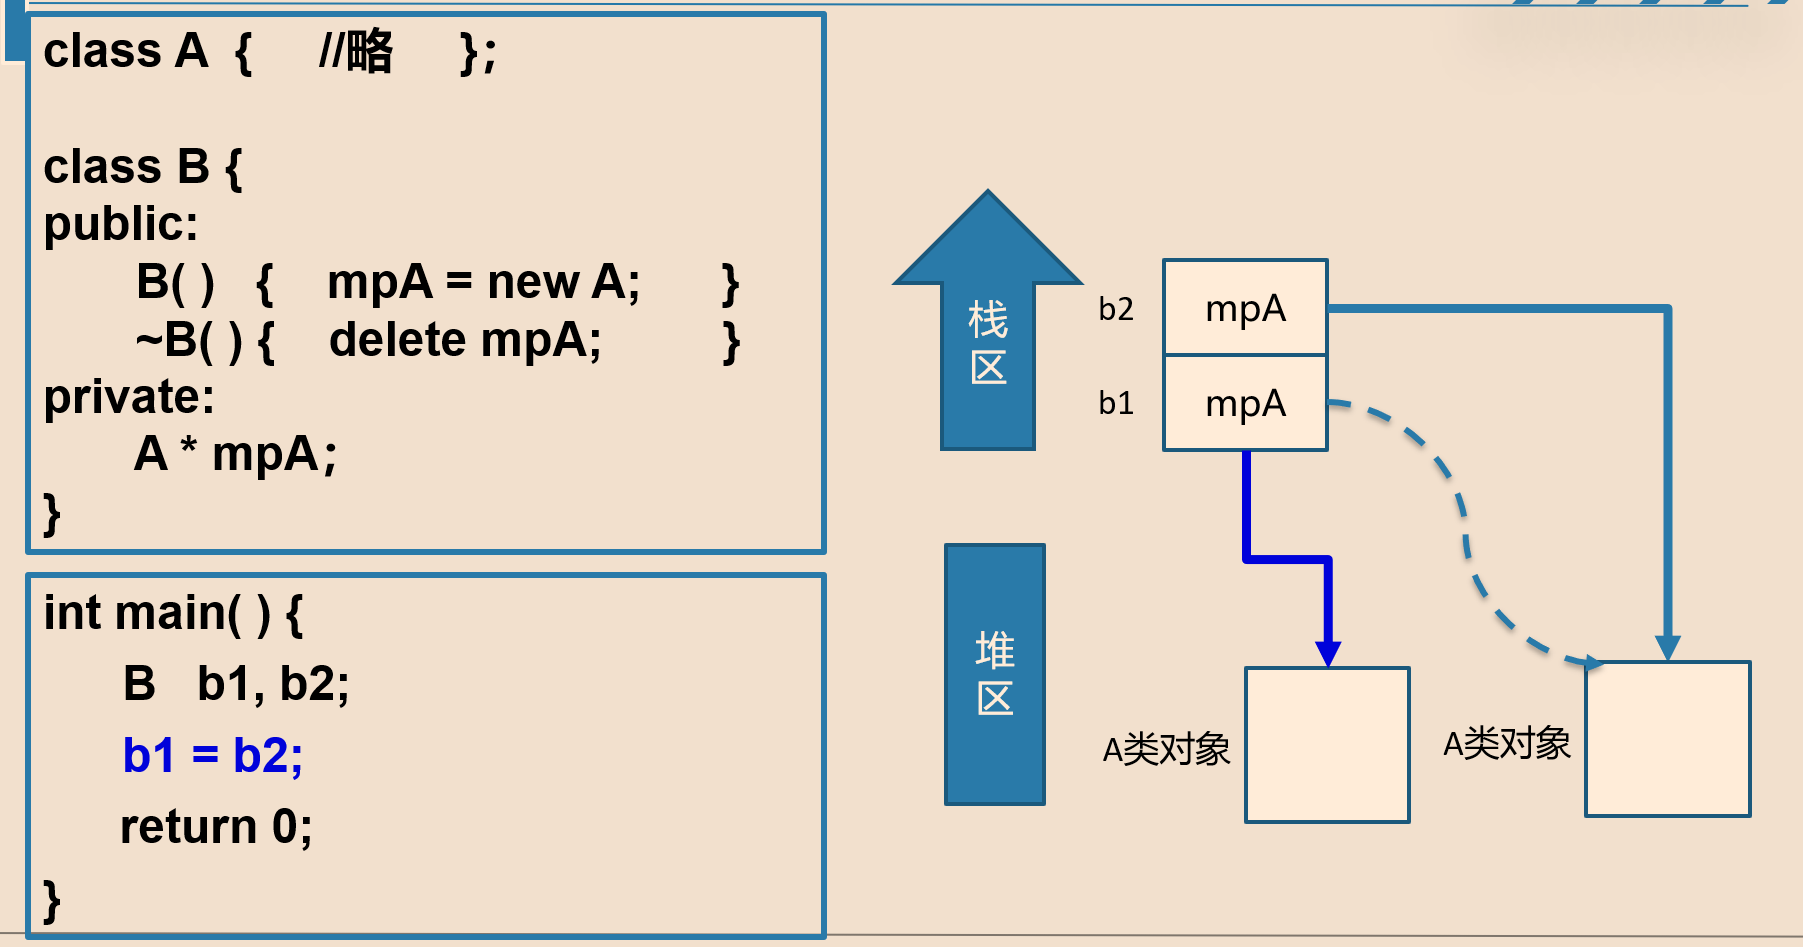 class A  {     //略     };
class B {
public:
B( )   {    mpA = new A;      }
~B( ) {    delete mpA;         }
private:
A * mpA;
}
int main( ) {
B   b1, b2;
b1 = b2;
return 0;
}
栈
区
b2
mpA
b1
mpA
堆
区
A类对象
A类对象